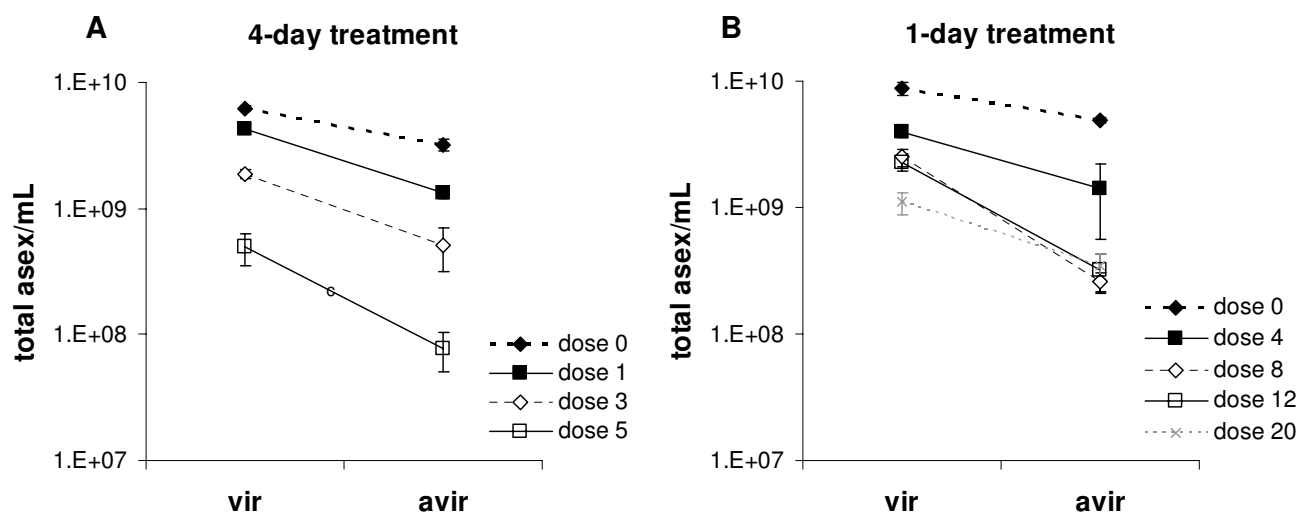 A
4-day treatment
total asex/mL
1.E+10
1.E+09
1.E+08
1.E+07
vir
avir
c
dose 0
dose 1
dose 3
dose 5
B
1-day treatment
total asex/mL
1.E+10
1.E+09
1.E+08
1.E+07
vir
avir
dose 0
dose 4
dose 8
dose 12
dose 20